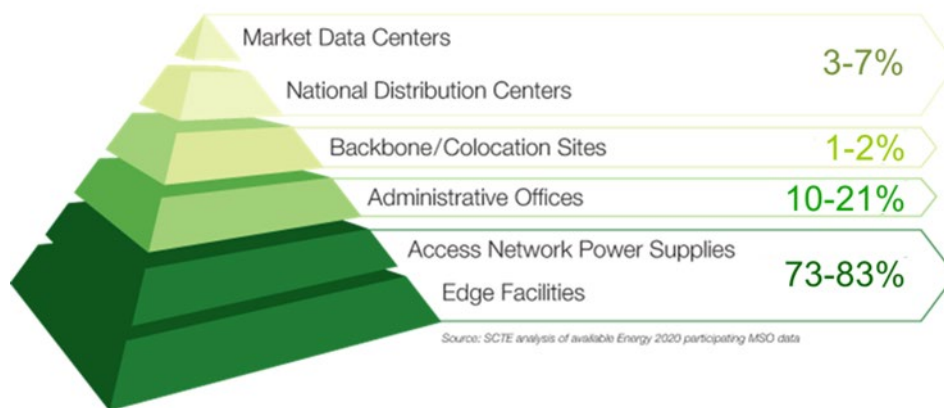 Market Data Centers
3-7%
National Distribution Centers
Backbone/Colocation Sites
1-2%
Administrative Offices
10-21%
Access Network Power Supplies
73-83%
Edge Facilities
Source: SCTE analysis of available Energy 2020 participating MSO data